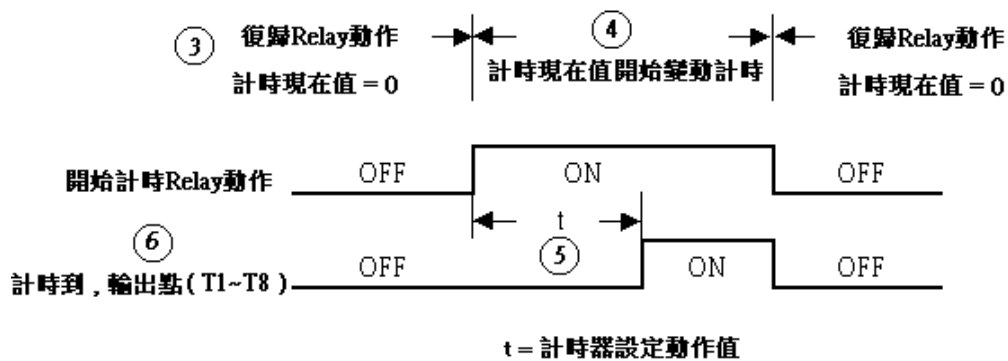 ③ 復歸Relay動作 ④ 復歸Relay動作
計時現在值 = 0 計時現在值開始變動計時 計時現在值 = 0
開始計時Relay動作 OFF ON OFF
t
⑥ ⑤
計時到 , 輸出點 ( T1~T8 ) OFF ON OFF
t = 計時器設定動作值